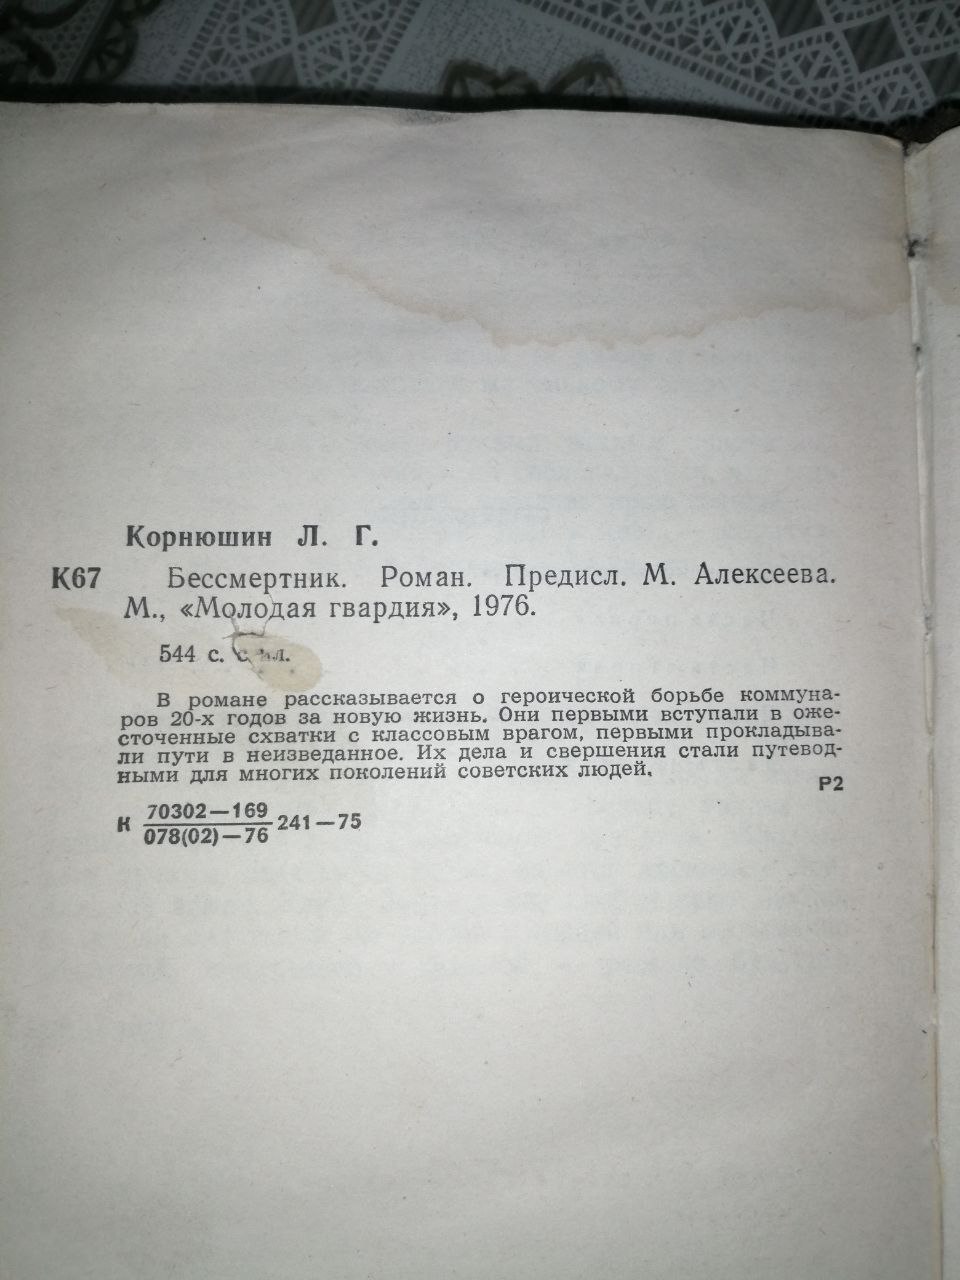 Корнюшин Л. Г.
К67 Бессмертник. Роман. Предисл. М. Алексеева.
М., «Молодая гвардия», 1976.
544 с. с ил.
В романе рассказывается о героической борьбе коммуна-
ров 20-х годов за новую жизнь. Они первыми вступали в оже-
сточенные схватки с классовым врагом, первыми прокладыва-
ли пути в неизведанное. Их дела и свершения стали путевод-
ными для многих поколений советских людей.
Р2
К 70302—169
078(02)—76 241—75